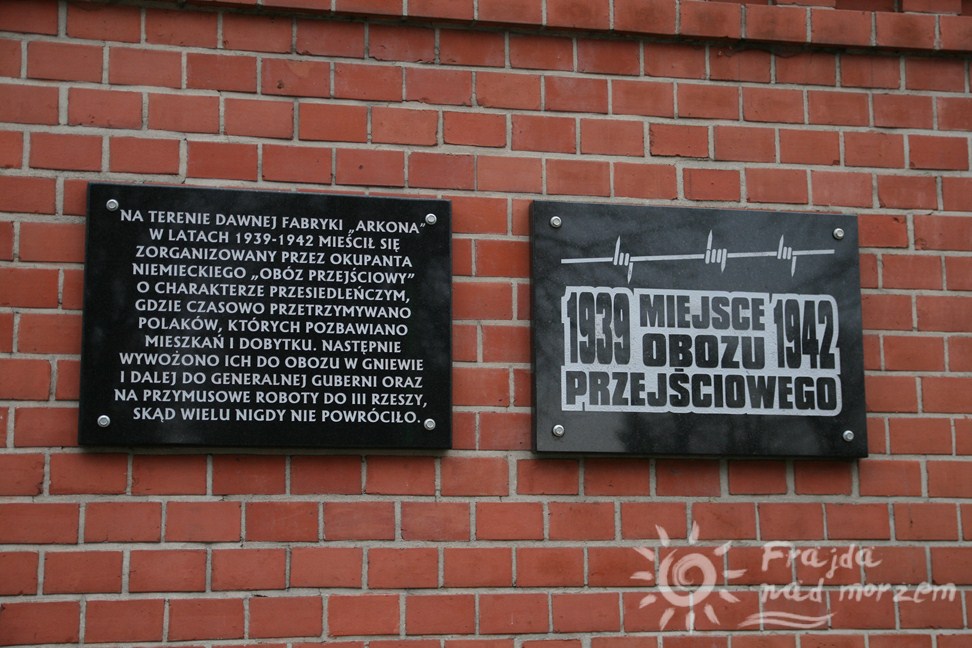 NA TERENIE DAWNEJ FABRYKI „ARKONA”
W LATACH 1939-1942 MIEŚCIŁ SIĘ
ZORGANIZOWANY PRZEZ OKUPANTA
NIEMIECKIEGO „OBÓZ PRZEJŚCIOWY”
O CHARAKTERZE PRZESIEDLEŃCZYM,
GDZIE CZASOWO PRZETRZYMYWANO
POLAKÓW, KTÓRYCH POZBAWIANO
MIESZKAŃ I DOBYTKU. NASTĘPNIE
WYWOŻONO ICH DO OBOZU W GNIEWIE
I DALEJ DO GENERALNEJ GUBERNI ORAZ
NA PRZYMUSOWE ROBOTY DO III RZESZY,
SKĄD WIELU NIGDY NIE POWRÓCIŁO.
1939 MIEJSCE 1942
OBOZU
PRZEJŚCIOWEGO
Frajda
nad morzem